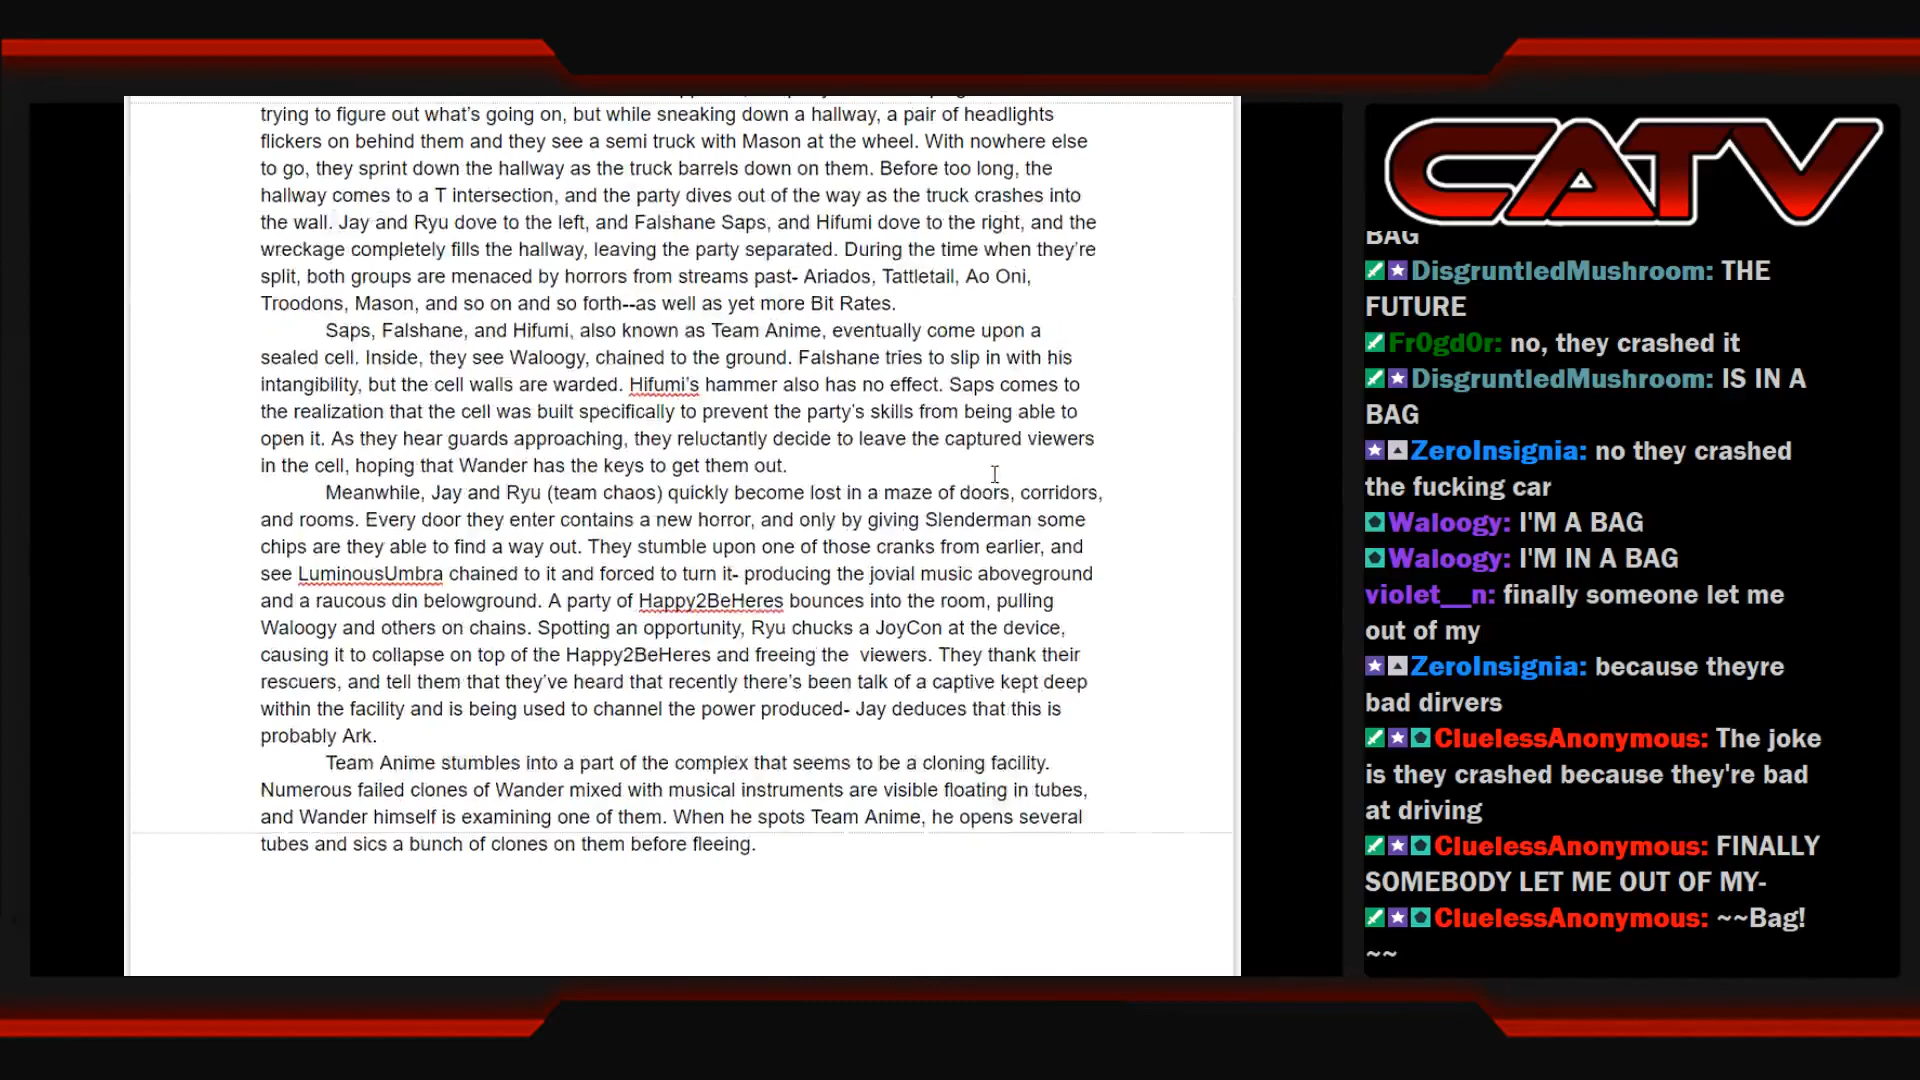 trying to figure out what's going on, but while sneaking down a hallway, a pair of headlights
flickers on behind them and they see a semi truck with Mason at the wheel. With nowhere else
to go, they sprint down the hallway as the truck barrels down on them. Before too long, the
hallway comes to a T intersection, and the party dives out of the way as the truck crashes into
the wall. Jay and Ryu dove to the left, and Falshane Saps, and Hifumi dove to the right, and the
wreckage completely fills the hallway, leaving the party separated. During the time when they're
split, both groups are menaced by horrors from streams past- Ariados, Tattletail, Ao Oni,
Troodons, Mason, and so on and so forth--as well as yet more Bit Rates.
Saps, Falshane, and Hifumi, also known as Team Anime, eventually come upon a
sealed cell. Inside, they see Waloogy, chained to the ground. Falshane tries to slip in with his
intangibility, but the cell walls are warded. Hifumi's hammer also has no effect. Saps comes to
the realization that the cell was built specifically to prevent the party's skills from being able to
open it. As they hear guards approaching, they reluctantly decide to leave the captured viewers
in the cell, hoping that Wander has the keys to get them out.
Meanwhile, Jay and Ryu (team chaos) quickly become lost in a maze of doors, corridors,
and rooms. Every door they enter contains a new horror, and only by giving Slenderman some
chips are they able to find a way out. They stumble upon one of those cranks from earlier, and
see LuminousUmbra chained to it and forced to turn it- producing the jovial music aboveground
and a raucous din belowground. A party of Happy2BeHeres bounces into the room, pulling
Waloogy and others on chains. Spotting an opportunity, Ryu chucks a JoyCon at the device,
causing it to collapse on top of the Happy2BeHeres and freeing the  viewers. They thank their
rescuers, and tell them that they've heard that recently there's been talk of a captive kept deep
within the facility and is being used to channel the power produced- Jay deduces that this is
probably Ark.
Team Anime stumbles into a part of the complex that seems to be a cloning facility.
Numerous failed clones of Wander mixed with musical instruments are visible floating in tubes,
and Wander himself is examining one of them. When he spots Team Anime, he opens several
tubes and sics a bunch of clones on them before fleeing.
CATV
BAG
DisgruntledMushroom: THE
FUTURE
Fr0gd0r: no, they crashed it
DisgruntledMushroom: IS IN A
BAG
ZeroInsignia: no they crashed
the fucking car
Waloogy: I'M A BAG
Waloogy: I'M IN A BAG
violet__n: finally someone let me
out of my
ZeroInsignia: because theyre
bad dirvers
CluelessAnonymous: The joke
is they crashed because they're bad
at driving
CluelessAnonymous: FINALLY
SOMEBODY LET ME OUT OF MY-
CluelessAnonymous: ~~Bag!
~~